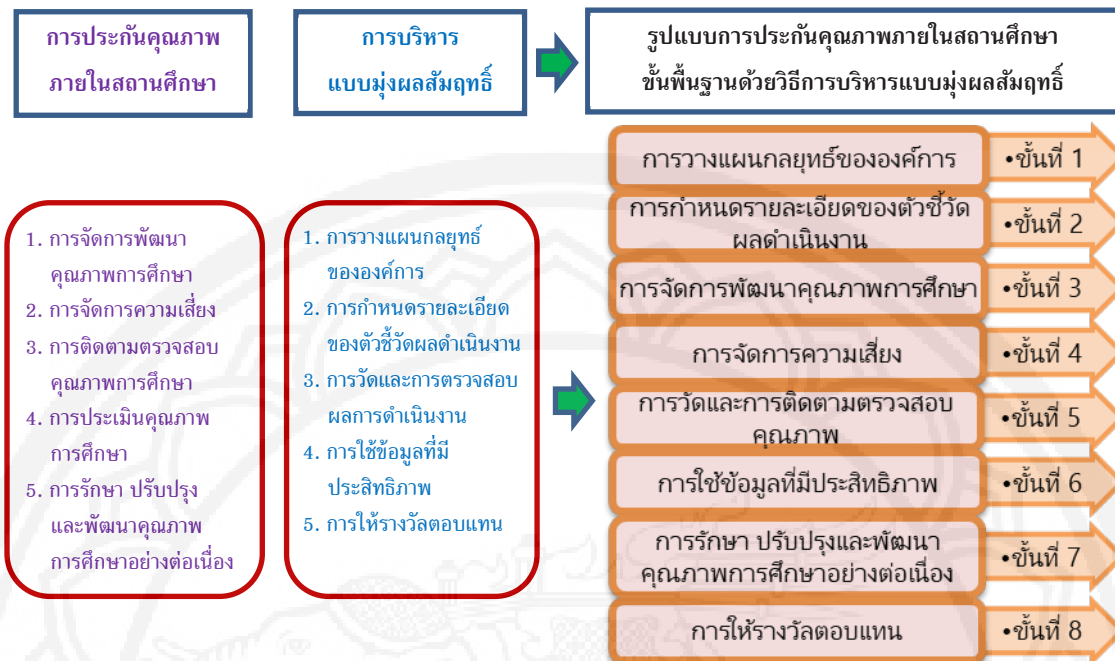 การประกันคุณภาพ
ภายในสถานศึกษา
การบริหาร
แบบมุ่งผลสัมฤทธิ์
รูปแบบการประกันคุณภาพภายในสถานศึกษา
ขั้นพื้นฐานด้วยวิธีการบริหารแบบมุ่งผลสัมฤทธิ์
1. การจัดการพัฒนา
คุณภาพการศึกษา
2. การจัดการความเสี่ยง
3. การติดตามตรวจสอบ
คุณภาพการศึกษา
4. การประเมินคุณภาพ
การศึกษา
5. การรักษา ปรับปรุง
และพัฒนาคุณภาพ
การศึกษาอย่างต่อเนื่อง
1. การวางแผนกลยุทธ์
ขององค์การ
2. การกำหนดรายละเอียด
ของตัวชี้วัดผลดำเนินงาน
3. การวัดและการตรวจสอบ
ผลการดำเนินงาน
4. การใช้ข้อมูลที่มี
ประสิทธิภาพ
5. การให้รางวัลตอบแทน
การวางแผนกลยุทธ์ขององค์การ
•ขั้นที่ 1
การกำหนดรายละเอียดของตัวชี้วัด
ผลดำเนินงาน
•ขั้นที่ 2
การจัดการพัฒนาคุณภาพการศึกษา
•ขั้นที่ 3
การจัดการความเสี่ยง
•ขั้นที่ 4
การวัดและการติดตามตรวจสอบ
คุณภาพ
•ขั้นที่ 5
การใช้ข้อมูลที่มีประสิทธิภาพ
•ขั้นที่ 6
การรักษา ปรับปรุงและพัฒนา
คุณภาพการศึกษาอย่างต่อเนื่อง
•ขั้นที่ 7
การให้รางวัลตอบแทน
•ขั้นที่ 8